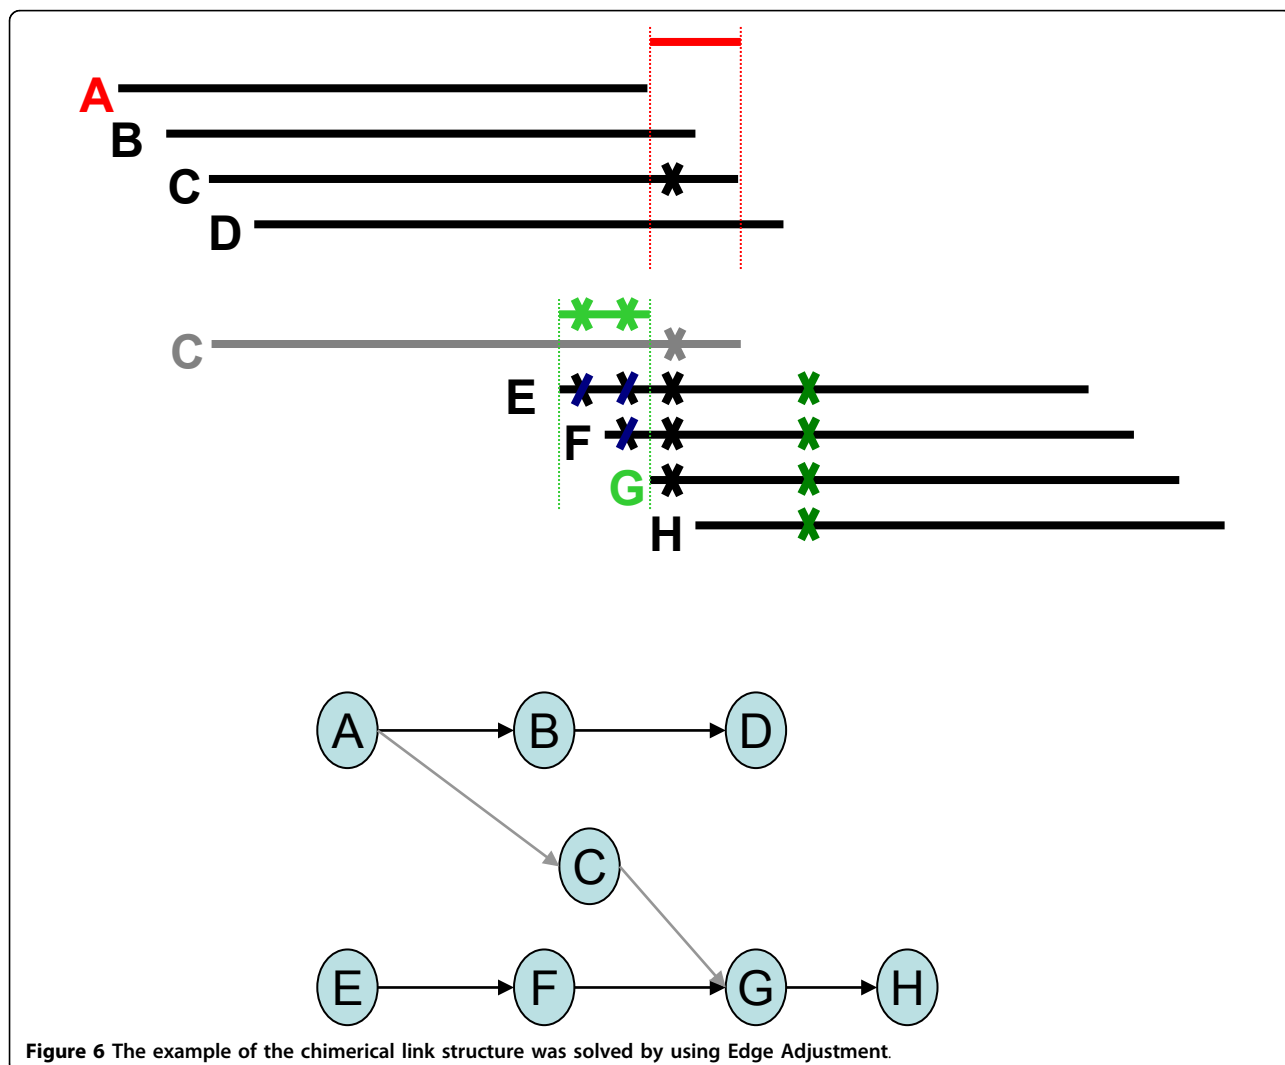 A
B
C
D
C
E
F
G
H
A B D
C
E F G H
Figure 6 The example of the chimerical link structure was solved by using Edge Adjustment.